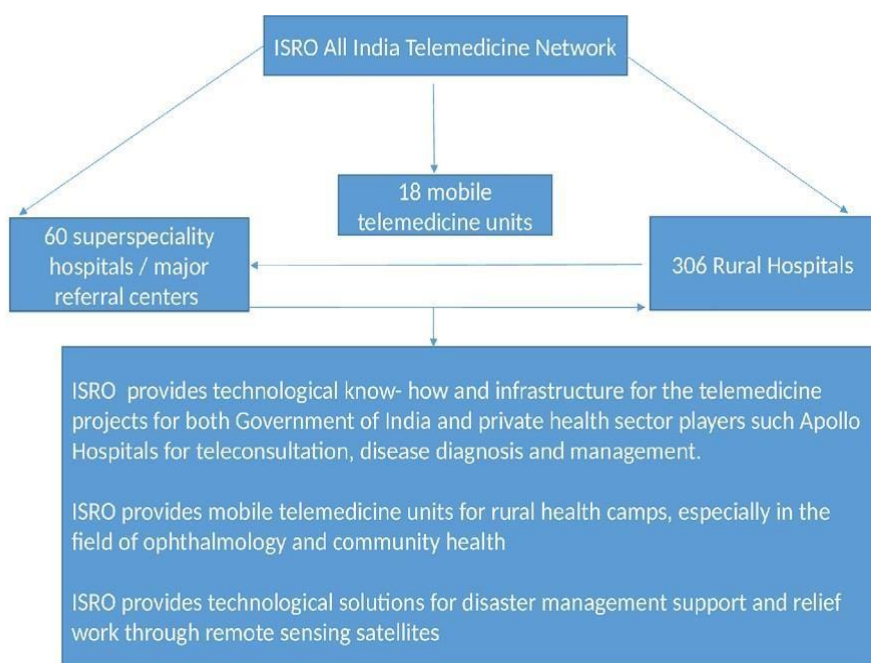 ISRO All India Telemedicine Network
18 mobile
telemedicine units
60 superspeciality
hospitals / major
referral centers
306 Rural Hospitals
ISRO provides technological know- how and infrastructure for the telemedicine
projects for both Government of India and private health sector players such Apollo
Hospitals for teleconsultation, disease diagnosis and management.
ISRO provides mobile telemedicine units for rural health camps, especially in the
field of ophthalmology and community health
ISRO provides technological solutions for disaster management support and relief
work through remote sensing satellites